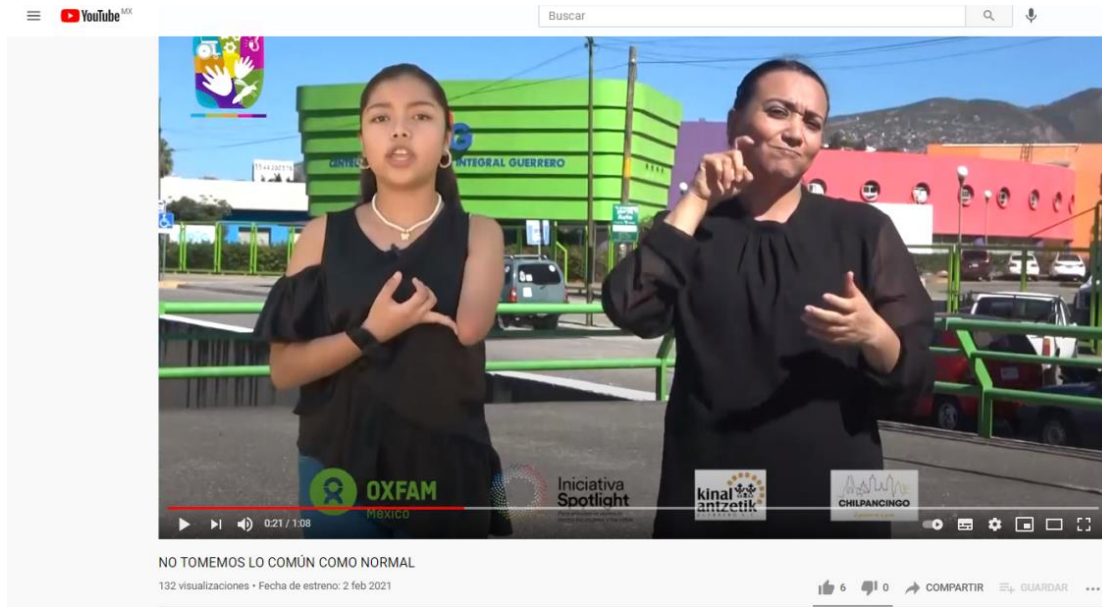 YouTube MX
Buscar
INTEGRAL GUERRERO
OXFAM
México
Iniciativa
Spotlight
kinal
antzetik
CHILPANCINGO
0:21 / 1:08
NO TOMEMOS LO COMÚN COMO NORMAL
132 visualizaciones • Fecha de estreno: 2 feb 2021
6
0
COMPARTIR
GUARDAR